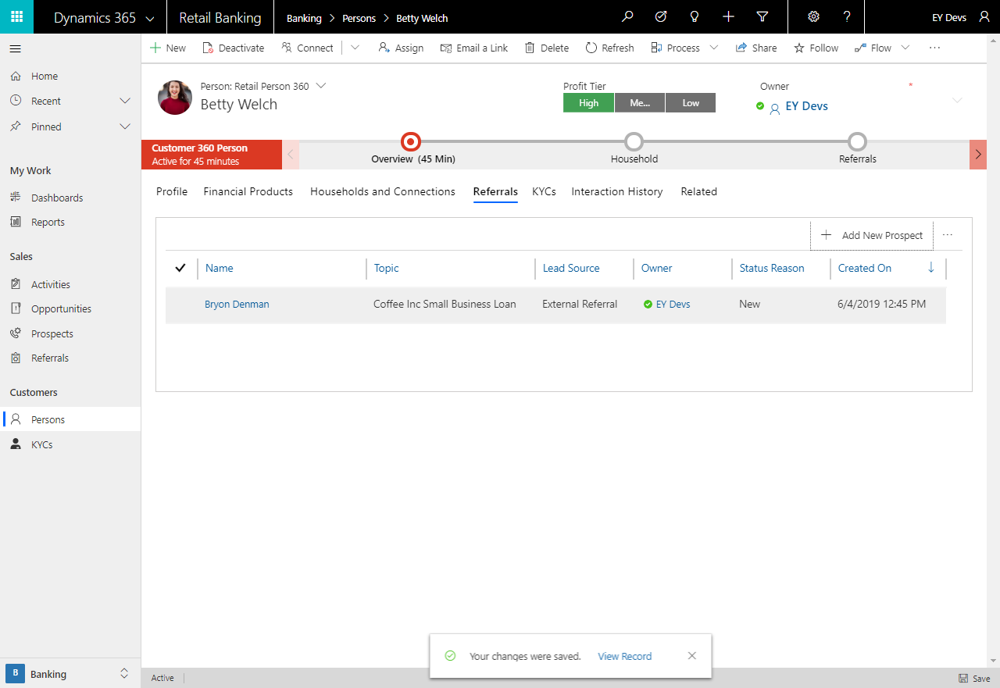 Dynamics 365
Retail Banking
Banking > Persons > Betty Welch
EY Devs
New
Deactivate
Connect
Assign
Email a Link
Delete
Refresh
Process
Share
Follow
Flow
Home
Recent
Pinned
My Work
Dashboards
Reports
Sales
Activities
Opportunities
Prospects
Referrals
Customers
Persons
KYCs
B Banking
Person: Retail Person 360
Betty Welch
Profit Tier
High Me... Low
Owner *
EY Devs
Customer 360 Person
Active for 45 minutes
Overview (45 Min)
Household
Referrals
Profile Financial Products Households and Connections Referrals KYCs Interaction History Related
+ Add New Prospect ...
Name Topic Lead Source Owner Status Reason Created On
Bryon Denman Coffee Inc Small Business Loan External Referral EY Devs New 6/4/2019 12:45 PM
Your changes were saved. View Record
Active
Save